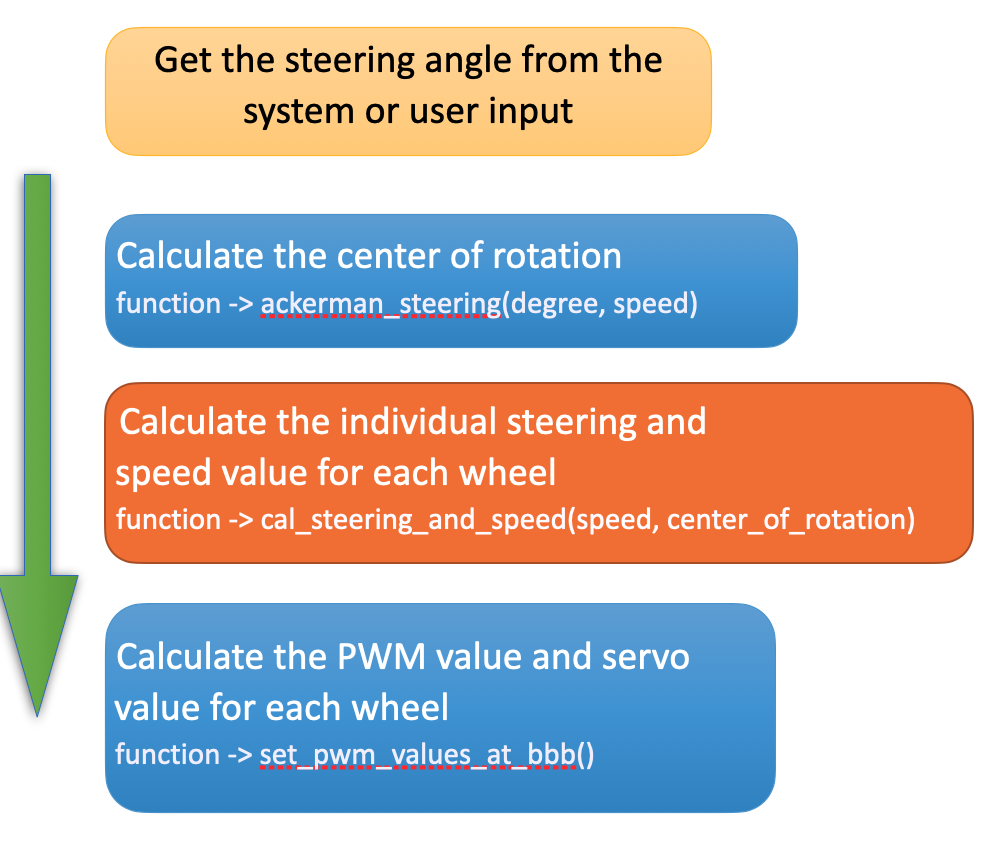 Get the steering angle from the
system or user input
Calculate the center of rotation
function -> ackerman_steering(degree, speed)
Calculate the individual steering and
speed value for each wheel
function -> cal_steering_and_speed(speed, center_of_rotation)
Calculate the PWM value and servo
value for each wheel
function -> set_pwm_values_at_bbb()